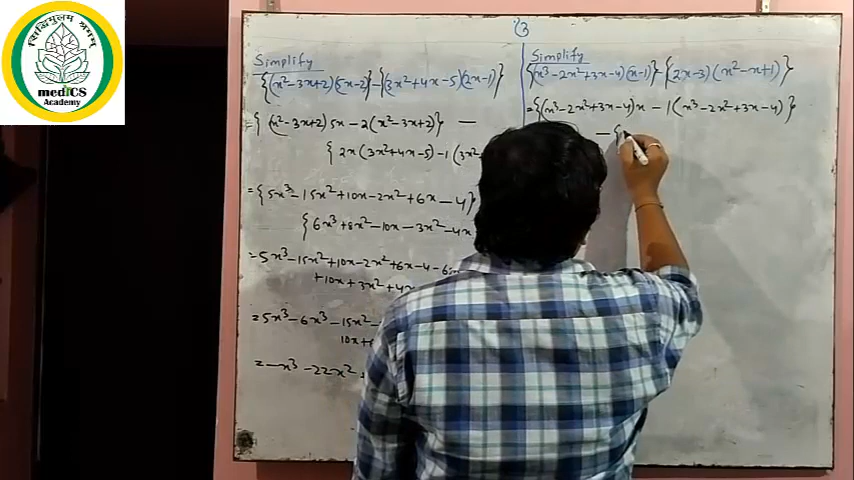 सिद्धिमूलम् श्रमम्
mediCS
Academy
Simplify
{(x²-3x+2)(5x-2)}-{(3x²+4x-5)(2x-1)}
={ (x²-3x+2)5x-2(x²-3x+2)} —
{ 2x(3x²+4x-5)-1(3x²
={5x³-15x²+10x-2x²+6x-4}
{6x³+8x²-10x-3x²-4x
=5x³-15x²+10x-2x²+6x-4-6
+10x+3x²+4x
=5x³-6x³-15x²
10x+
=-x³-22x²
Simplify
{(x³-2x²+3x-4)(x-1)}-{(2x-3)(x²-x+1)}
={(x³-2x²+3x-4)x-1(x³-2x²+3x-4)}
-{